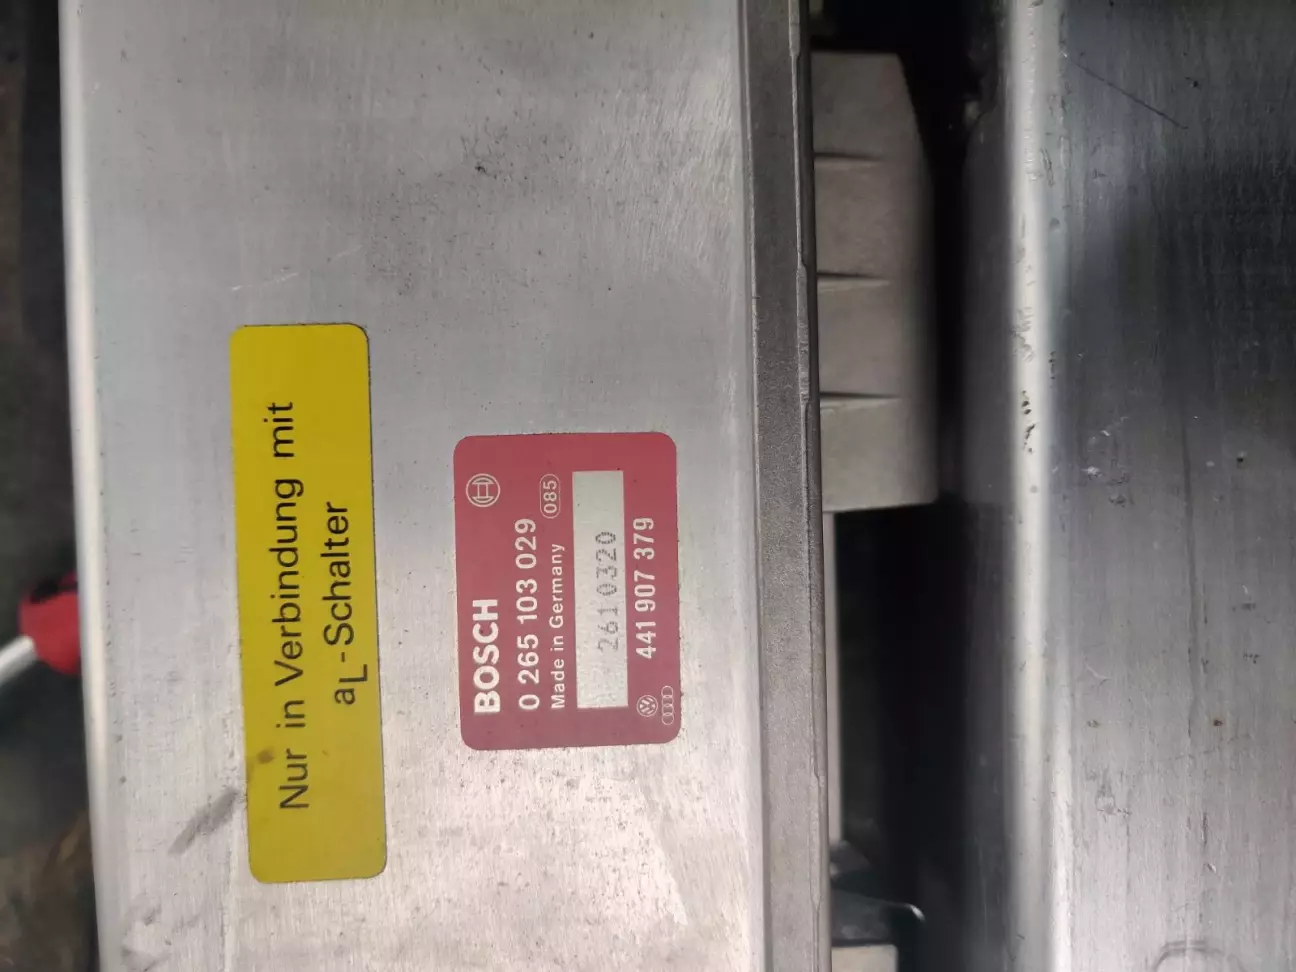 Nur in Verbindung mit
aL-Schalter
BOSCH
0 265 103 029
Made in Germany 085
2610320
441 907 379